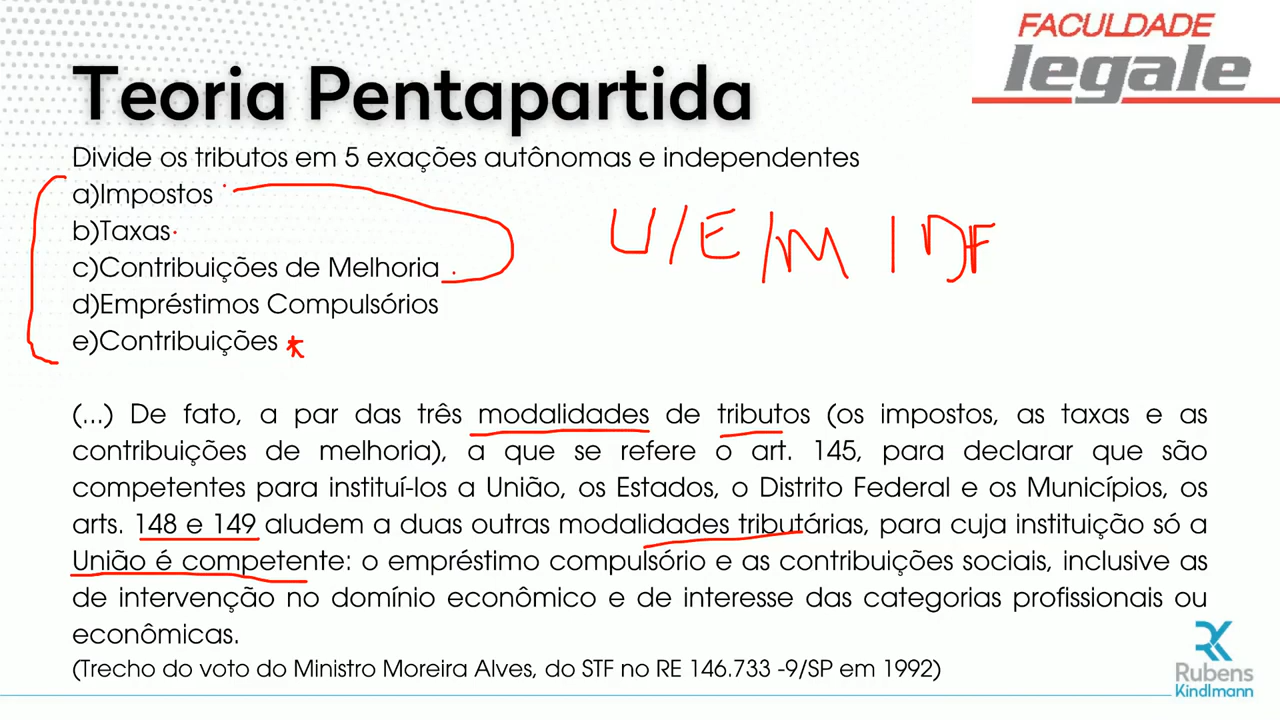 FACULDADE
legale
Teoria Pentapartida
Divide os tributos em 5 exações autônomas e independentes
a)Impostos
b)Taxas
c)Contribuições de Melhoria
d)Empréstimos Compulsórios
e)Contribuições *
U/E/M/DF
(...) De fato, a par das três modalidades de tributos (os impostos, as taxas e as
contribuições de melhoria), a que se refere o art. 145, para declarar que são
competentes para instituí-los a União, os Estados, o Distrito Federal e os Municípios, os
arts. 148 e 149 aludem a duas outras modalidades tributárias, para cuja instituição só a
União é competente: o empréstimo compulsório e as contribuições sociais, inclusive as
de intervenção no domínio econômico e de interesse das categorias profissionais ou
econômicas.
(Trecho do voto do Ministro Moreira Alves, do STF no RE 146.733 -9/SP em 1992)
RK
Rubens
Kindlmann